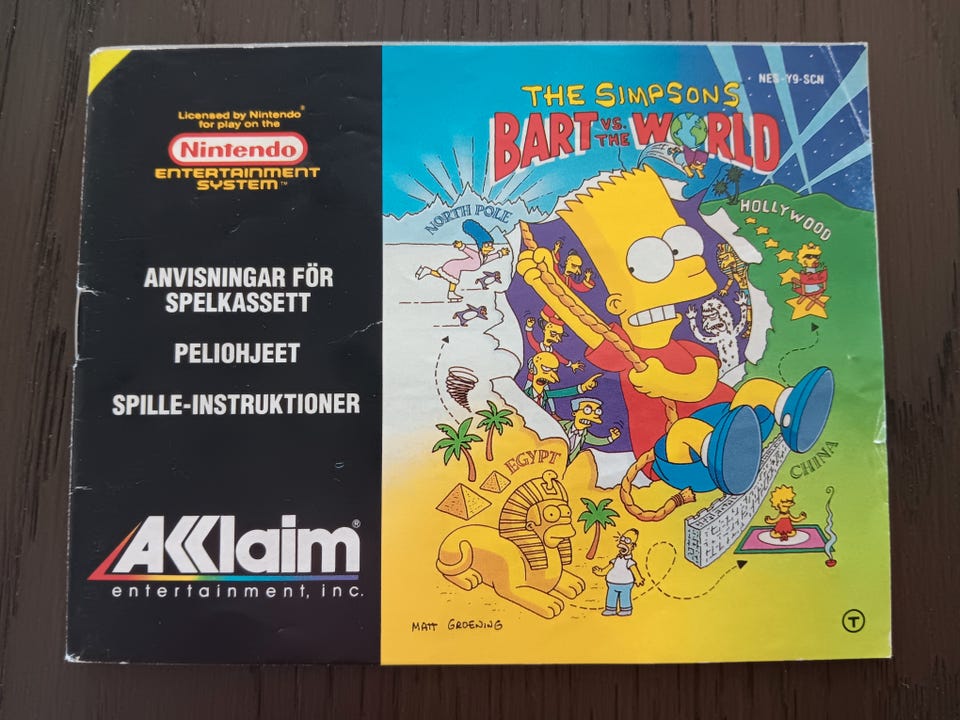 Licensed by Nintendo®
for play on the
Nintendo
ENTERTAINMENT
SYSTEM™
ANVISNINGAR FÖR
SPELKASSETT
PELIOHJEET
SPILLE-INSTRUKTIONER
AKKlaim®
entertainment, inc.
NES-Y9-SCN
THE SIMPSONS
BART VS. THE WORLD
NORTH POLE
HOLLYWOOD
EGYPT
CHINA
MATT GROENING
T